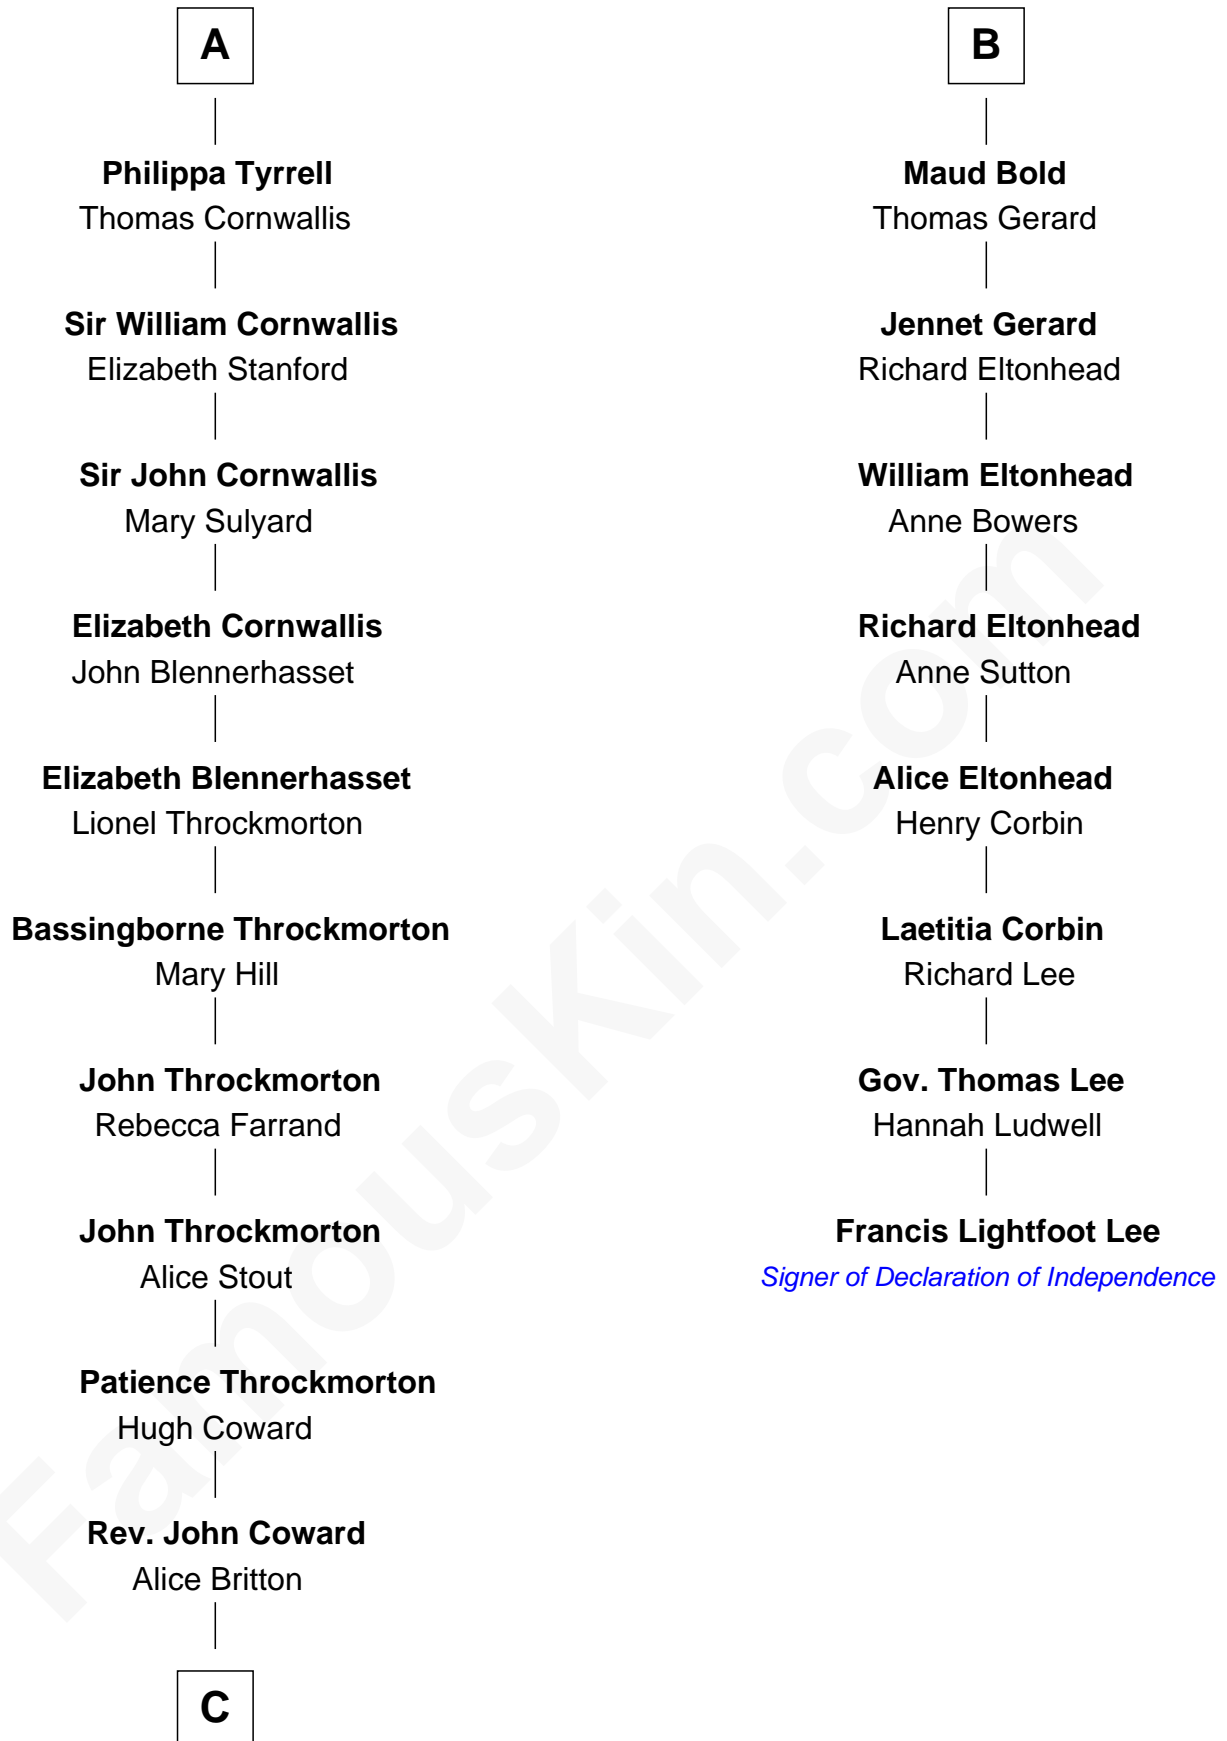 A
Philippa Tyrrell
Thomas Cornwallis
Sir William Cornwallis
Elizabeth Stanford
Sir John Cornwallis
Mary Sulyard
Elizabeth Cornwallis
John Blennerhasset
Elizabeth Blennerhasset
Lionel Throckmorton
Bassingborne Throckmorton
Mary Hill
John Throckmorton
Rebecca Farrand
John Throckmorton
Alice Stout
Patience Throckmorton
Hugh Coward
Rev. John Coward
Alice Britton
C
B
Maud Bold
Thomas Gerard
Jennet Gerard
Richard Eltonhead
William Eltonhead
Anne Bowers
Richard Eltonhead
Anne Sutton
Alice Eltonhead
Henry Corbin
Laetitia Corbin
Richard Lee
Gov. Thomas Lee
Hannah Ludwell
Francis Lightfoot Lee
Signer of Declaration of Independence
FamousKin.com